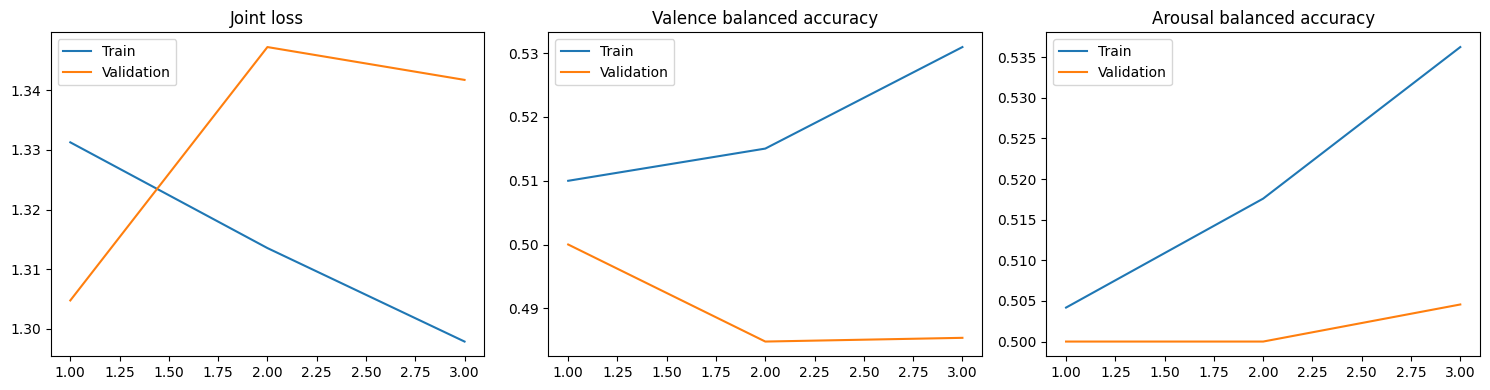 Joint loss
Train
Validation
1.34
1.33
1.32
1.31
1.30
1.00 1.25 1.50 1.75 2.00 2.25 2.50 2.75 3.00
Valence balanced accuracy
Train
Validation
0.53
0.52
0.51
0.50
0.49
1.00 1.25 1.50 1.75 2.00 2.25 2.50 2.75 3.00
Arousal balanced accuracy
Train
Validation
0.535
0.530
0.525
0.520
0.515
0.510
0.505
0.500
1.00 1.25 1.50 1.75 2.00 2.25 2.50 2.75 3.00